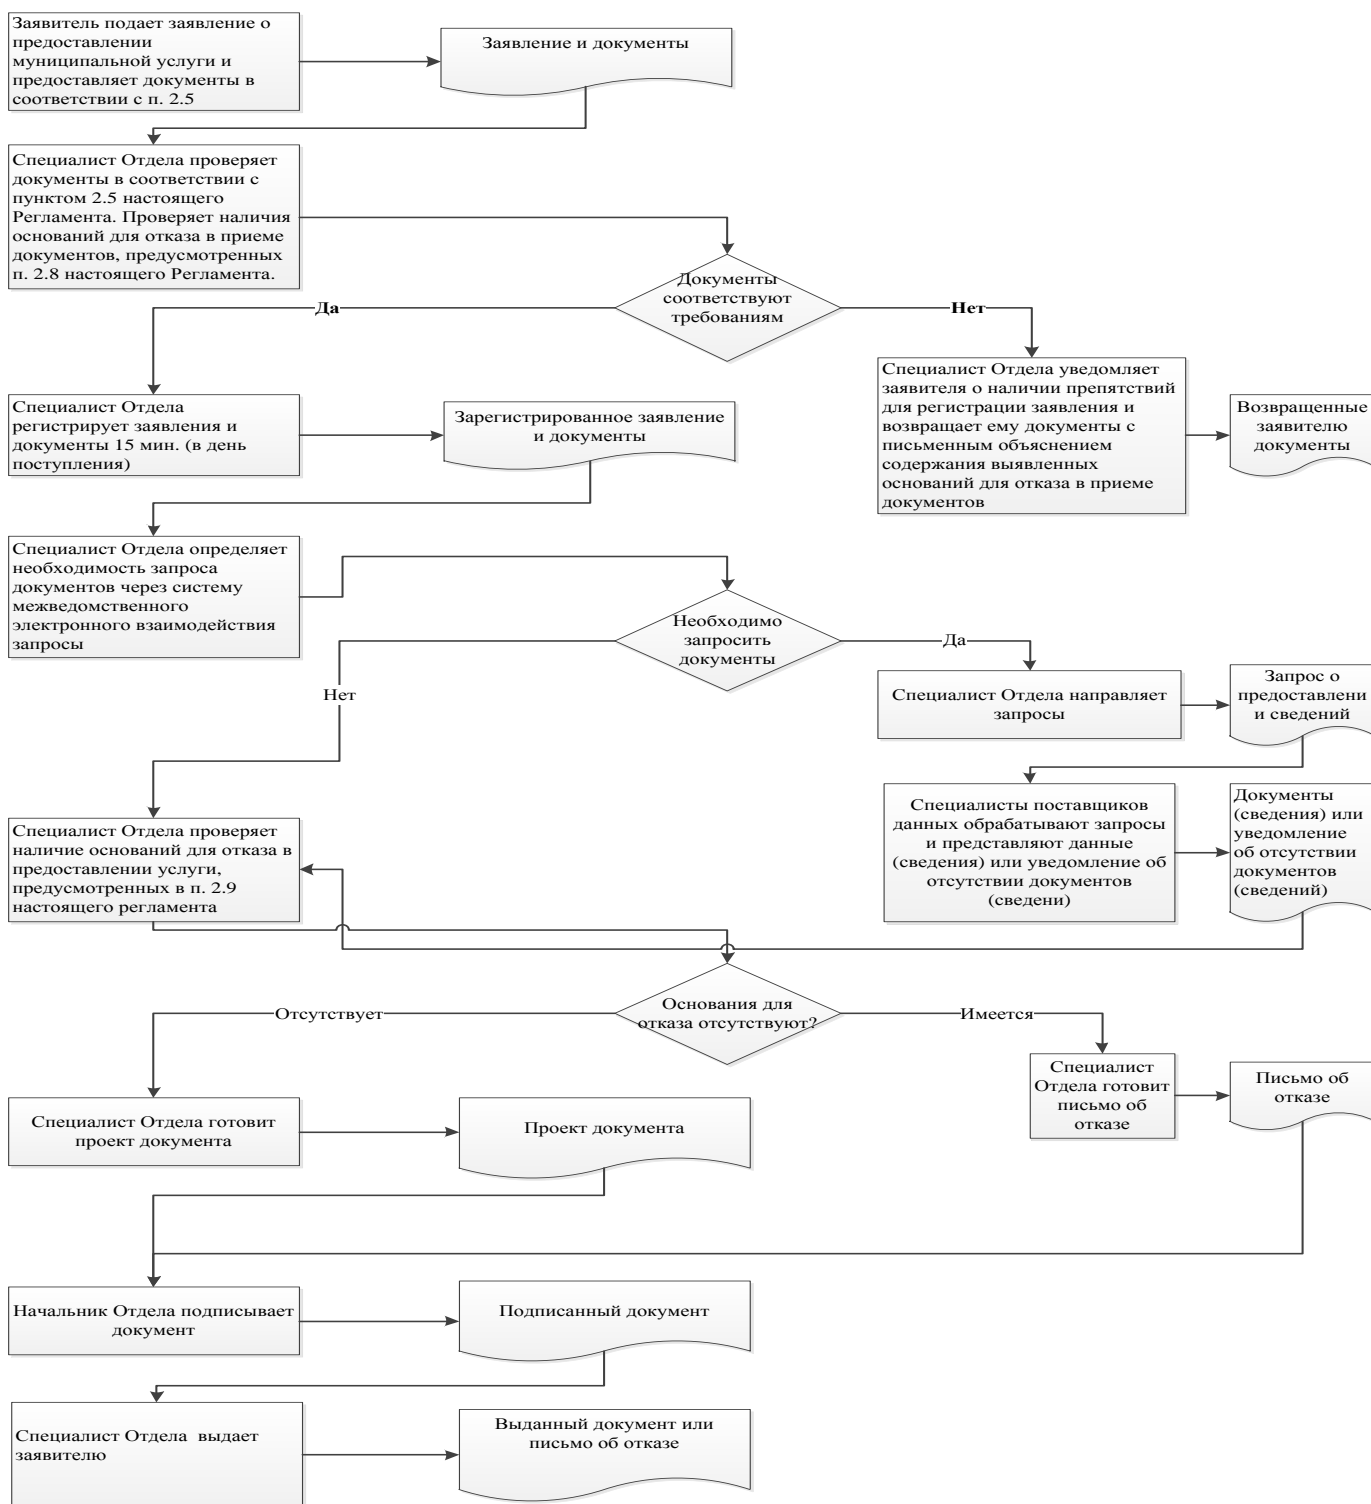 Заявитель подает заявление о
предоставлении
муниципальной услуги и
предоставляет документы в
соответствии с п. 2.5
Заявление и документы
Специалист Отдела проверяет
документы в соответствии с
пунктом 2.5 настоящего
Регламента. Проверяет наличия
оснований для отказа в приеме
документов, предусмотренных
п. 2.8 настоящего Регламента.
Документы
соответствуют
требованиям
Да
Нет
Специалист Отдела
регистрирует заявления и
документы 15 мин. (в день
поступления)
Зарегистрированное заявление
и документы
Специалист Отдела уведомляет
заявителя о наличии препятствий
для регистрации заявления и
возвращает ему документы с
письменным объяснением
содержания выявленных
оснований для отказа в приеме
документов
Возвращенные
заявителю
документы
Специалист Отдела определяет
необходимость запроса
документов через систему
межведомственного
электронного взаимодействия
запросы
Необходимо
запросить
документы
Да
Нет
Специалист Отдела направляет
запросы
Запрос о
предоставлени
и сведений
Специалисты поставщиков
данных обрабатывают запросы
и представляют данные
(сведения) или уведомление об
отсутствии документов
(сведени)
Документы
(сведения) или
уведомление
об отсутствии
документов
(сведений)
Специалист Отдела проверяет
наличие оснований для отказа в
предоставлении услуги,
предусмотренных в п. 2.9
настоящего регламента
Основания для
отказа отсутствуют?
Отсутствует
Имеется
Специалист
Отдела готовит
письмо об
отказе
Письмо об
отказе
Специалист Отдела готовит
проект документа
Проект документа
Начальник Отдела подписывает
документ
Подписанный документ
Специалист Отдела  выдает
заявителю
Выданный документ или
письмо об отказе